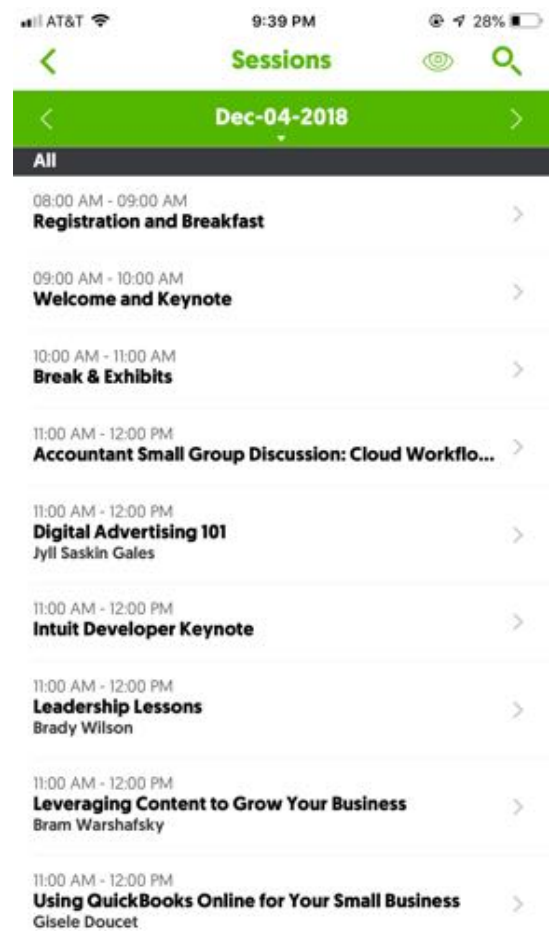 AT&T 9:39 PM 28%
Sessions
Dec-04-2018
All
08:00 AM - 09:00 AM
Registration and Breakfast
09:00 AM - 10:00 AM
Welcome and Keynote
10:00 AM - 11:00 AM
Break & Exhibits
11:00 AM - 12:00 PM
Accountant Small Group Discussion: Cloud Workflo...
11:00 AM - 12:00 PM
Digital Advertising 101
Jyll Saskin Gales
11:00 AM - 12:00 PM
Intuit Developer Keynote
11:00 AM - 12:00 PM
Leadership Lessons
Brady Wilson
11:00 AM - 12:00 PM
Leveraging Content to Grow Your Business
Bram Warshafsky
11:00 AM - 12:00 PM
Using QuickBooks Online for Your Small Business
Gisele Doucet